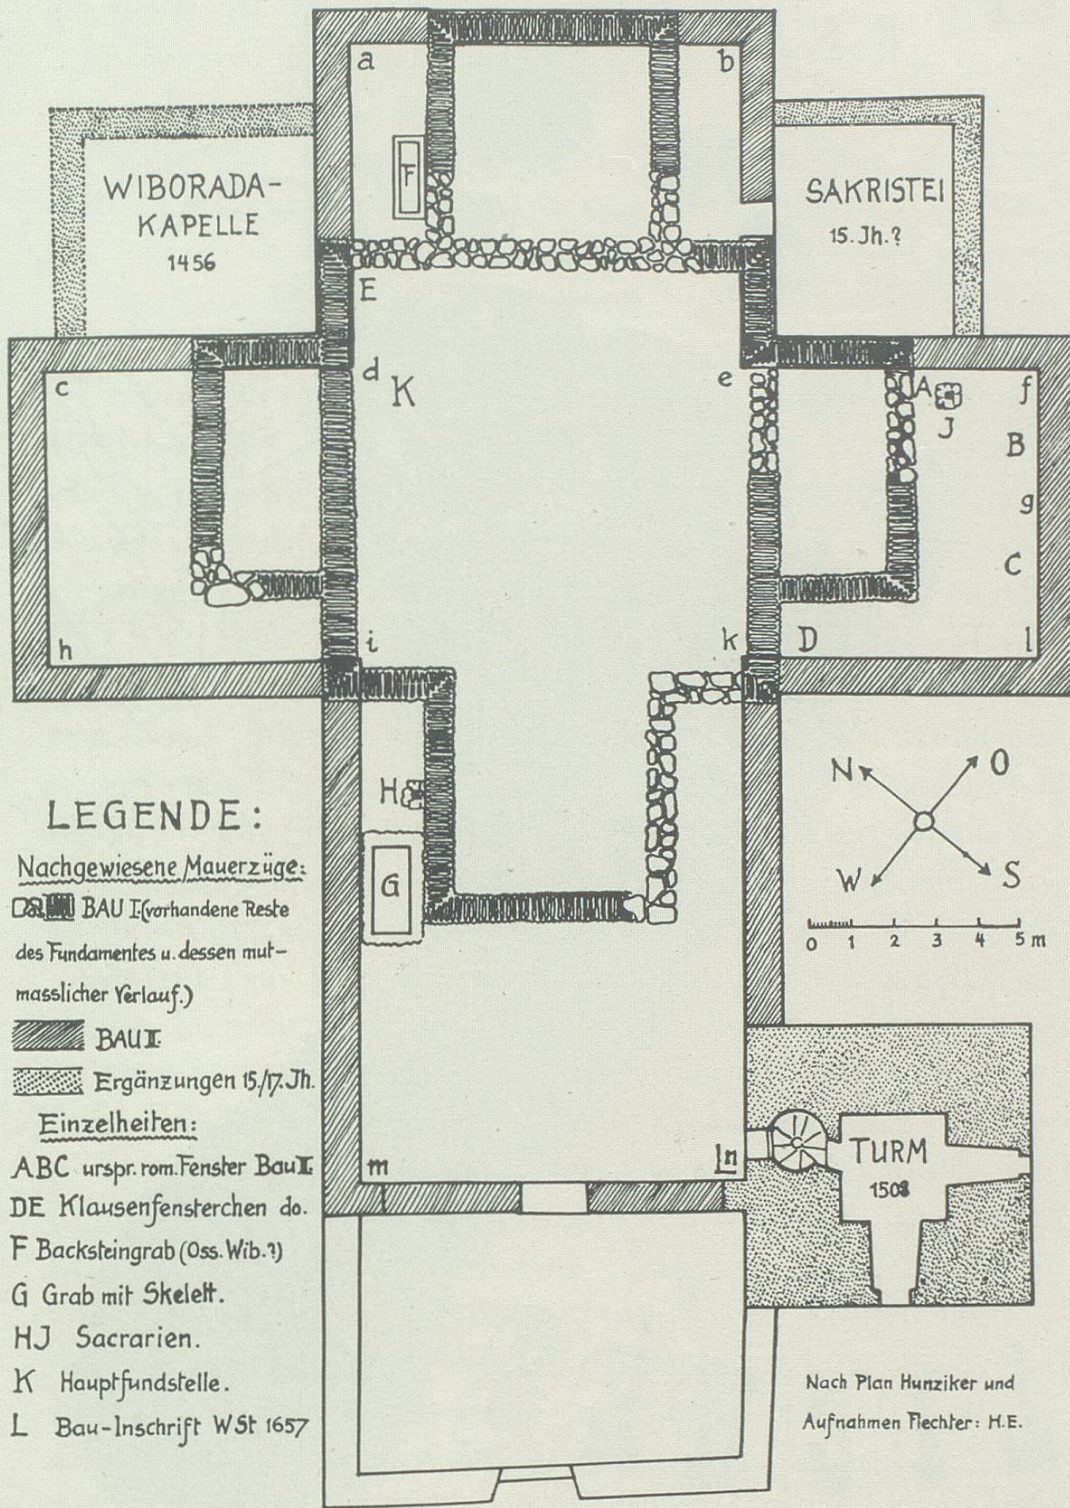 a
b
F
WIBORADA-
KAPELLE
1456
SAKRISTEI
15. Jh.?
E
c
d
K
e
A
f
J
B
g
C
h
i
k
D
l
N
O
W
S
0 1 2 3 4 5 m
H
G
LEGENDE:
Nachgewiesene Mauerzüge:
BAU I.(vorhandene Reste
des Fundamentes u. dessen mut-
masslicher Verlauf.)
BAU II.
Ergänzungen 15./17. Jh.
Einzelheiten:
ABC urspr. rom. Fenster Bau II.
DE Klausenfensterchen do.
F Backsteingrab (Oss. Wib.?)
G Grab mit Skelett.
HJ Sacrarien.
K Hauptfundstelle.
L Bau-Inschrift WSt 1657
m
Ln
TURM
1508
Nach Plan Hunziker und
Aufnahmen Flechter: H.E.